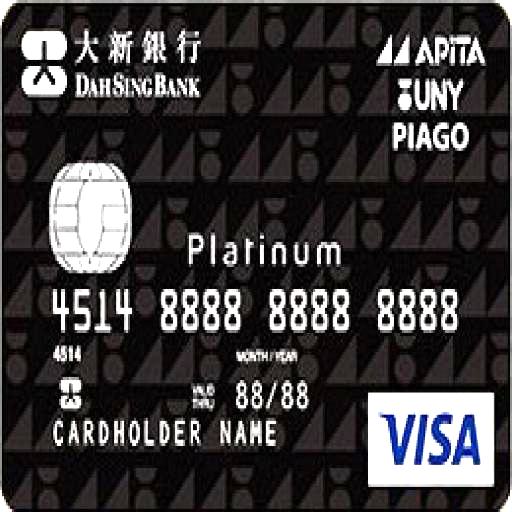 大新銀行
DAH SING BANK
APITA
UNY
PIAGO
Platinum
4514 8888 8888 8888
4514
MONTH / YEAR
VALID
THRU
88/88
CARDHOLDER NAME
VISA